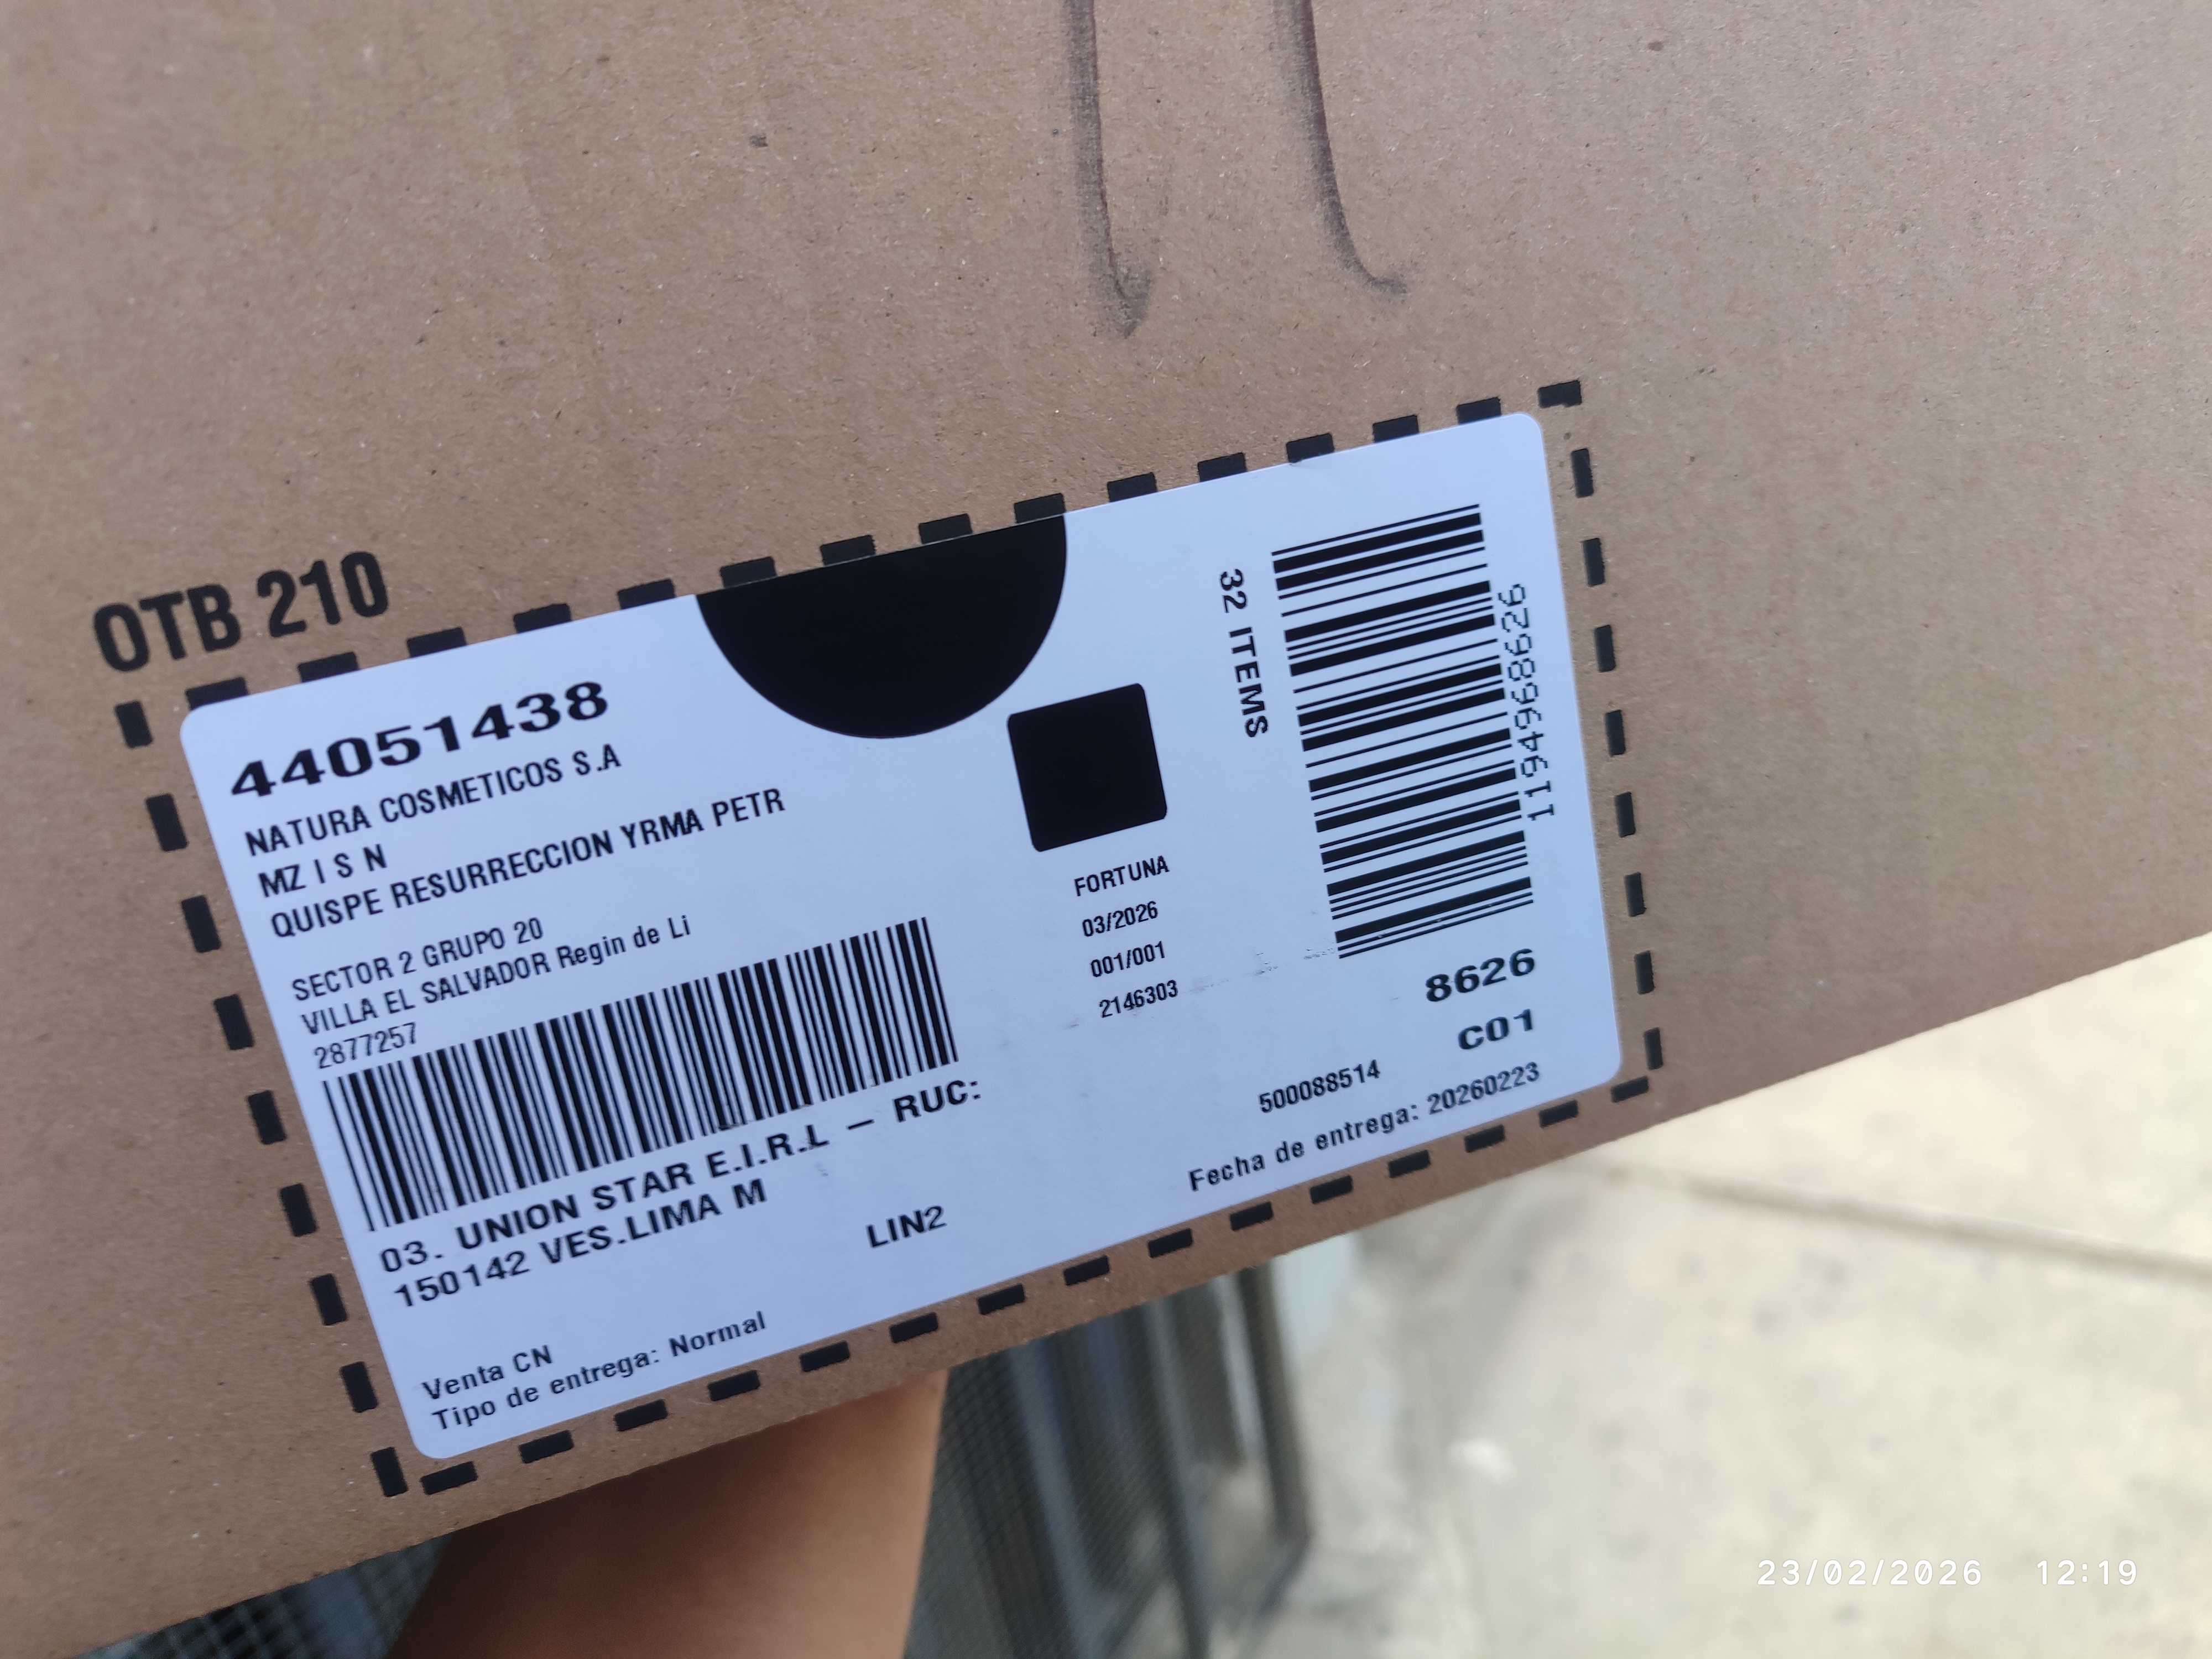 OTB 210
44051438
NATURA COSMETICOS S.A
MZ I S N
QUISPE RESURRECCION YRMA PETR
SECTOR 2 GRUPO 20
VILLA EL SALVADOR Regin de Li
2877257
03. UNION STAR E.I.R.L – RUC:
150142 VES.LIMA M
LIN2
Venta CN
Tipo de entrega: Normal
FORTUNA
03/2026
001/001
2146303
32 ITEMS
1194968626
8626
C01
500088514
Fecha de entrega: 20260223
23/02/2026 12:19